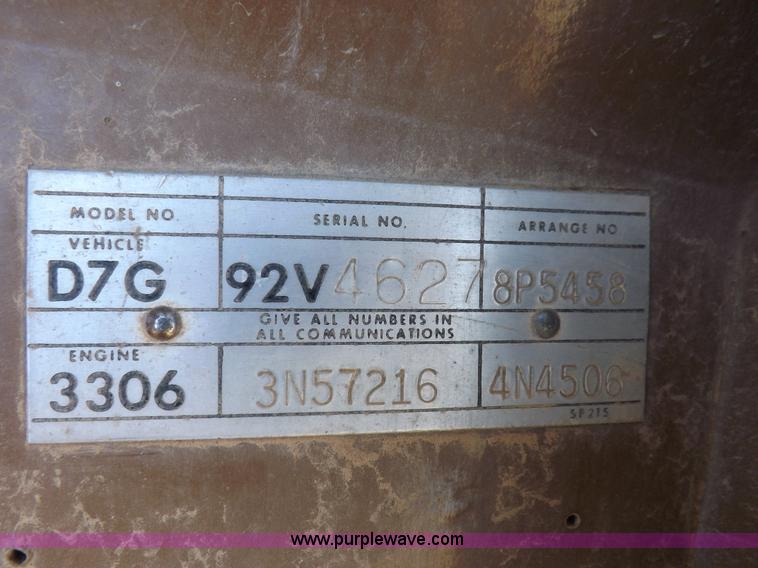 MODEL NO. SERIAL NO. ARRANGE NO
VEHICLE
D7G 92V4627 8P5458
GIVE ALL NUMBERS IN
ALL COMMUNICATIONS
ENGINE
3306 3N57216 4N4506
5P215
www.purplewave.com